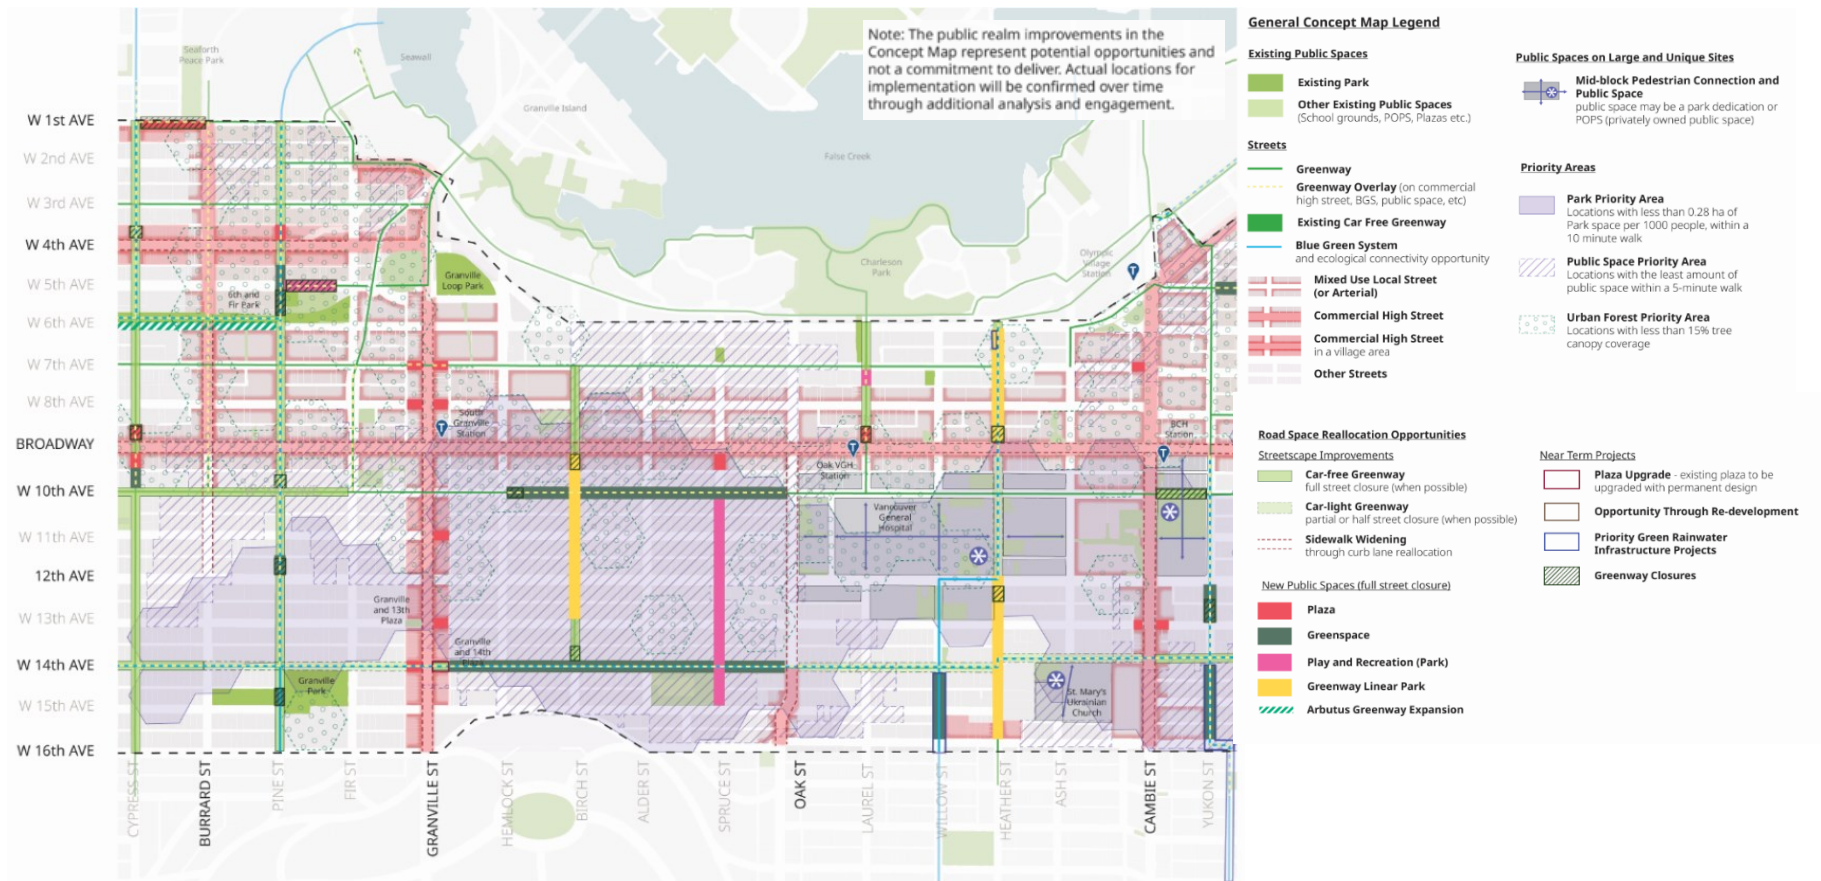 Note: The public realm improvements in the
Concept Map represent potential opportunities and
not a commitment to deliver. Actual locations for
implementation will be confirmed over time
through additional analysis and engagement.
Seaforth
Peace Park
Seawall
Granville Island
False Creek
Charleson
Park
Olympic
Village
Station
Granville
Loop Park
6th and
Fir Park
South
Granville
Station
Oak VGH
Station
BCH
Station
Vancouver
General
Hospital
Granville
and 13th
Plaza
Granville
and 14th
Granville
Park
St. Mary's
Ukrainian
Church
W 1st AVE
W 2nd AVE
W 3rd AVE
W 4th AVE
W 5th AVE
W 6th AVE
W 7th AVE
W 8th AVE
BROADWAY
W 10th AVE
W 11th AVE
12th AVE
W 13th AVE
W 14th AVE
W 15th AVE
W 16th AVE
CYPRESS ST
BURRARD ST
PINE ST
FIR ST
GRANVILLE ST
HEMLOCK ST
BIRCH ST
ALDER ST
SPRUCE ST
OAK ST
LAUREL ST
WILLOW ST
HEATHER ST
ASH ST
CAMBIE ST
YUKON ST
T
T
T
T
General Concept Map Legend
Existing Public Spaces
Existing Park
Other Existing Public Spaces
(School grounds, POPS, Plazas etc.)
Streets
Greenway
Greenway Overlay (on commercial
high street, BGS, public space, etc)
Existing Car Free Greenway
Blue Green System
and ecological connectivity opportunity
Mixed Use Local Street
(or Arterial)
Commercial High Street
Commercial High Street
in a village area
Other Streets
Public Spaces on Large and Unique Sites
Mid-block Pedestrian Connection and
Public Space
public space may be a park dedication or
POPS (privately owned public space)
Priority Areas
Park Priority Area
Locations with less than 0.28 ha of
Park space per 1000 people, within a
10 minute walk
Public Space Priority Area
Locations with the least amount of
public space within a 5-minute walk
Urban Forest Priority Area
Locations with less than 15% tree
canopy coverage
Road Space Reallocation Opportunities
Streetscape Improvements
Car-free Greenway
full street closure (when possible)
Car-light Greenway
partial or half street closure (when possible)
Sidewalk Widening
through curb lane reallocation
New Public Spaces (full street closure)
Plaza
Greenspace
Play and Recreation (Park)
Greenway Linear Park
Arbutus Greenway Expansion
Near Term Projects
Plaza Upgrade - existing plaza to be
upgraded with permanent design
Opportunity Through Re-development
Priority Green Rainwater
Infrastructure Projects
Greenway Closures